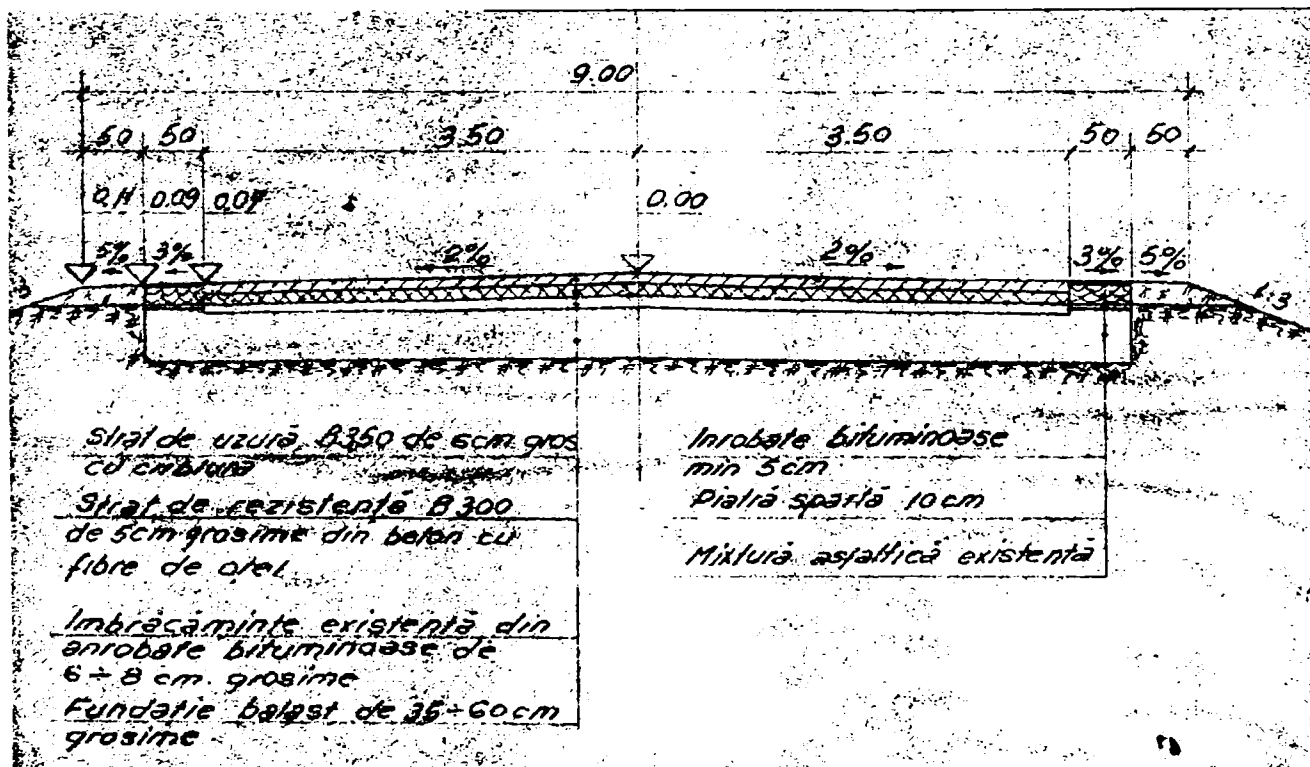 9.00
50 50 3.50 3.50 50 50
0.11 0.09 0.07 0.00
5% 3% 2% 2% 3% 5%
1:3
Strat de uzură B350 de 6cm gros
cu
Strat de rezistență B300
de 5cm grosime din beton cu
fibre de oțel
Imbrăcăminte existentă din
anrobate bituminoase de
6÷8 cm. grosime
Fundație balast de 35÷60cm
grosime
Inrobate bituminoase
min 5cm
Piatră spartă 10cm
Mixtură asfaltică existentă